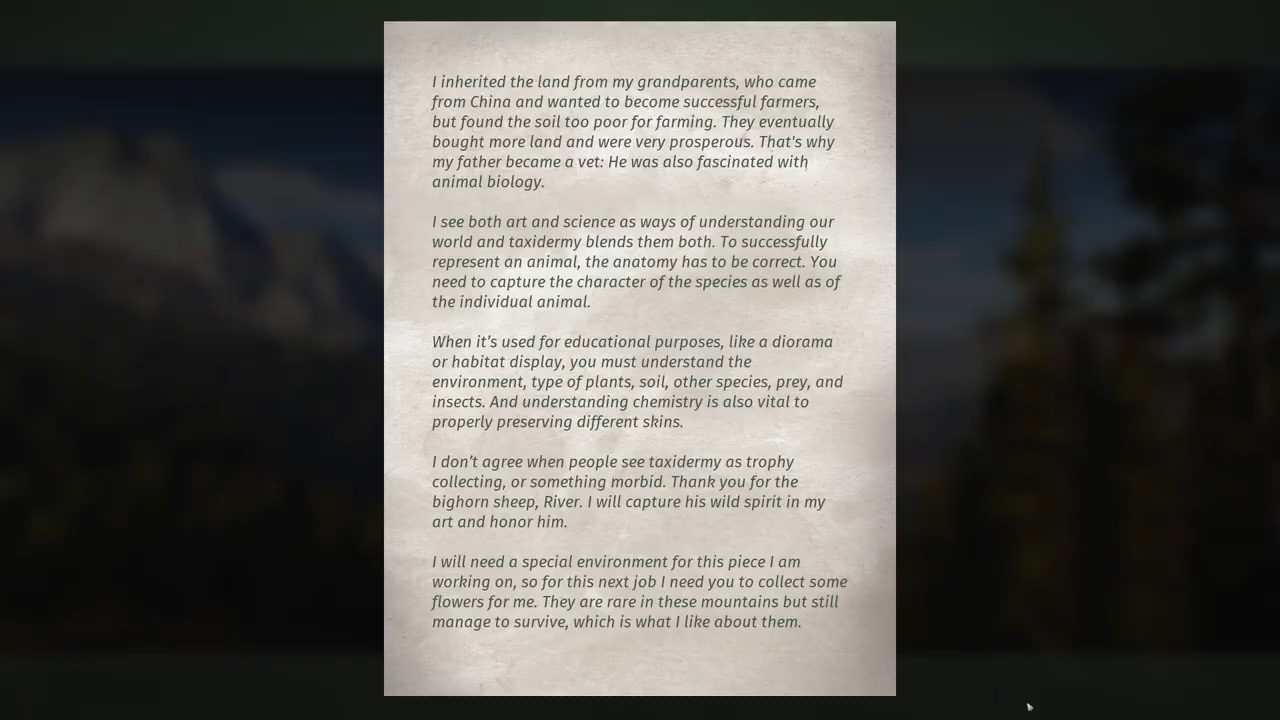 I inherited the land from my grandparents, who came
from China and wanted to become successful farmers,
but found the soil too poor for farming. They eventually
bought more land and were very prosperous. That's why
my father became a vet: He was also fascinated with
animal biology.
I see both art and science as ways of understanding our
world and taxidermy blends them both. To successfully
represent an animal, the anatomy has to be correct. You
need to capture the character of the species as well as of
the individual animal.
When it’s used for educational purposes, like a diorama
or habitat display, you must understand the
environment, type of plants, soil, other species, prey, and
insects. And understanding chemistry is also vital to
properly preserving different skins.
I don’t agree when people see taxidermy as trophy
collecting, or something morbid. Thank you for the
bighorn sheep, River. I will capture his wild spirit in my
art and honor him.
I will need a special environment for this piece I am
working on, so for this next job I need you to collect some
flowers for me. They are rare in these mountains but still
manage to survive, which is what I like about them.